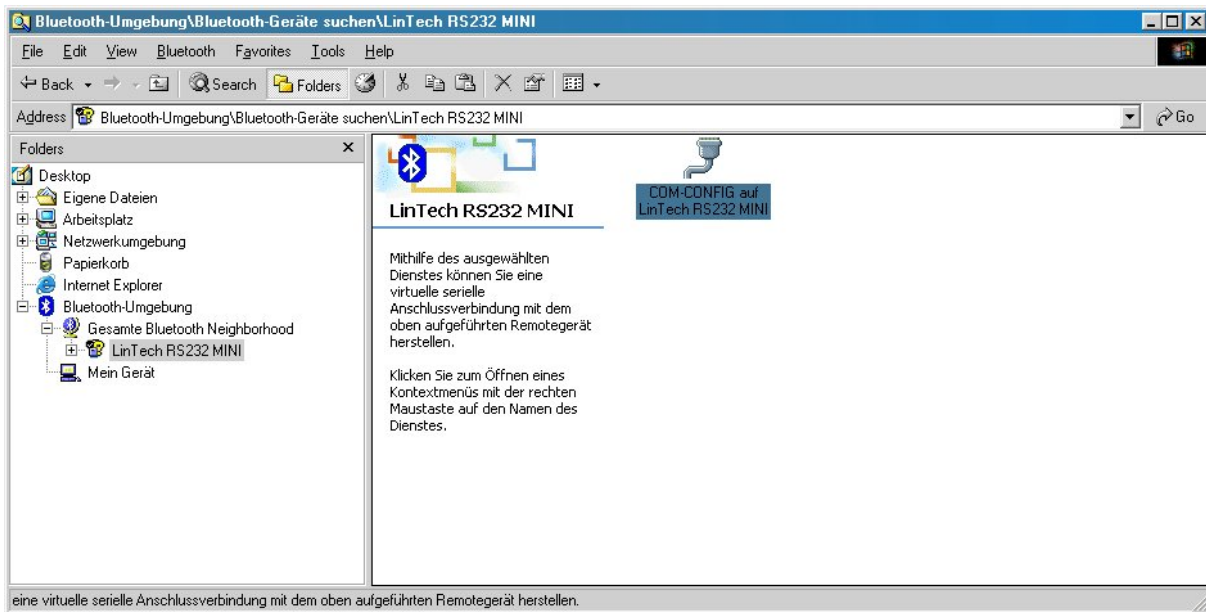 Bluetooth-Umgebung\Bluetooth-Geräte suchen\LinTech RS232 MINI
File Edit View Bluetooth Favorites Tools Help
Back Search Folders
Address Bluetooth-Umgebung\Bluetooth-Geräte suchen\LinTech RS232 MINI Go
Folders
Desktop
Eigene Dateien
Arbeitsplatz
Netzwerkumgebung
Papierkorb
Internet Explorer
Bluetooth-Umgebung
Gesamte Bluetooth Neighborhood
LinTech RS232 MINI
Mein Gerät
LinTech RS232 MINI
Mithilfe des ausgewählten
Dienstes können Sie eine
virtuelle serielle
Anschlussverbindung mit dem
oben aufgeführten Remotegerät
herstellen.
Klicken Sie zum Öffnen eines
Kontextmenüs mit der rechten
Maustaste auf den Namen des
Dienstes.
COM-CONFIG auf
LinTech RS232 MINI
eine virtuelle serielle Anschlussverbindung mit dem oben aufgeführten Remotegerät herstellen.